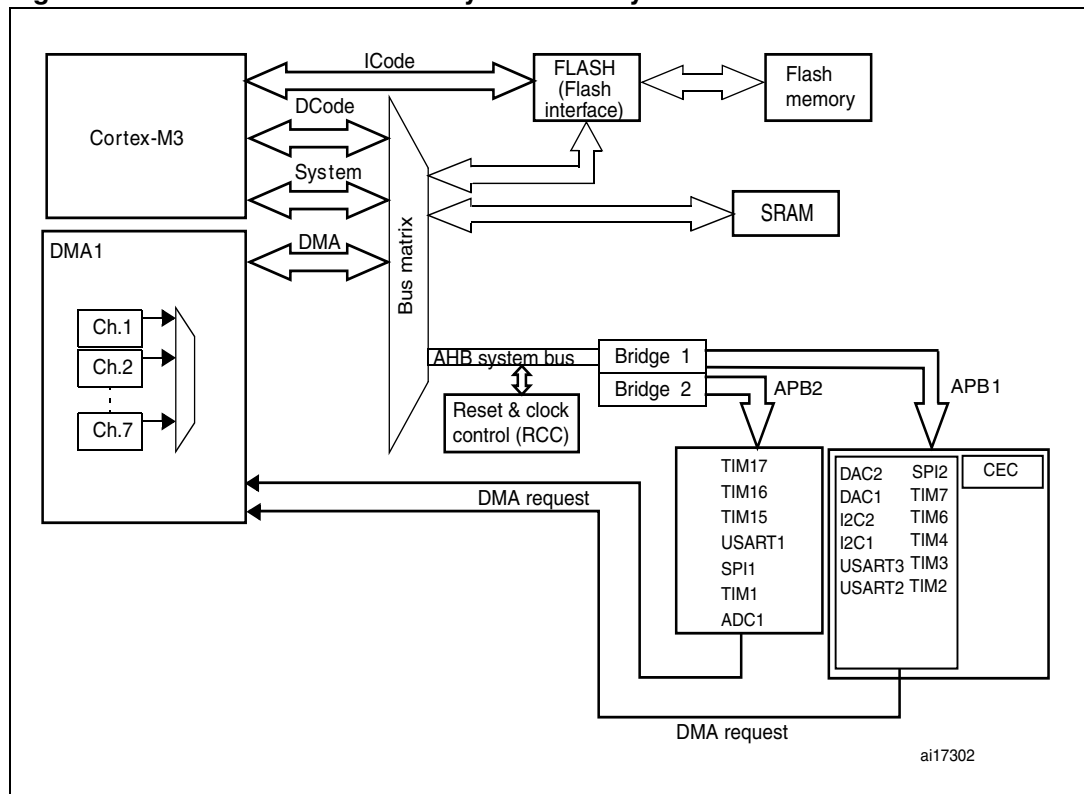 ICode
FLASH
(Flash
interface)
Flash
memory
Cortex-M3
DCode
System
SRAM
DMA1
DMA
Bus matrix
Ch.1
Ch.2
Ch.7
AHB system bus
Bridge 1
Bridge 2
APB2
APB1
Reset & clock
control (RCC)
TIM17
TIM16
TIM15
USART1
SPI1
TIM1
ADC1
DAC2
DAC1
I2C2
I2C1
USART3
USART2
SPI2
TIM7
TIM6
TIM4
TIM3
TIM2
CEC
DMA request
DMA request
ai17302